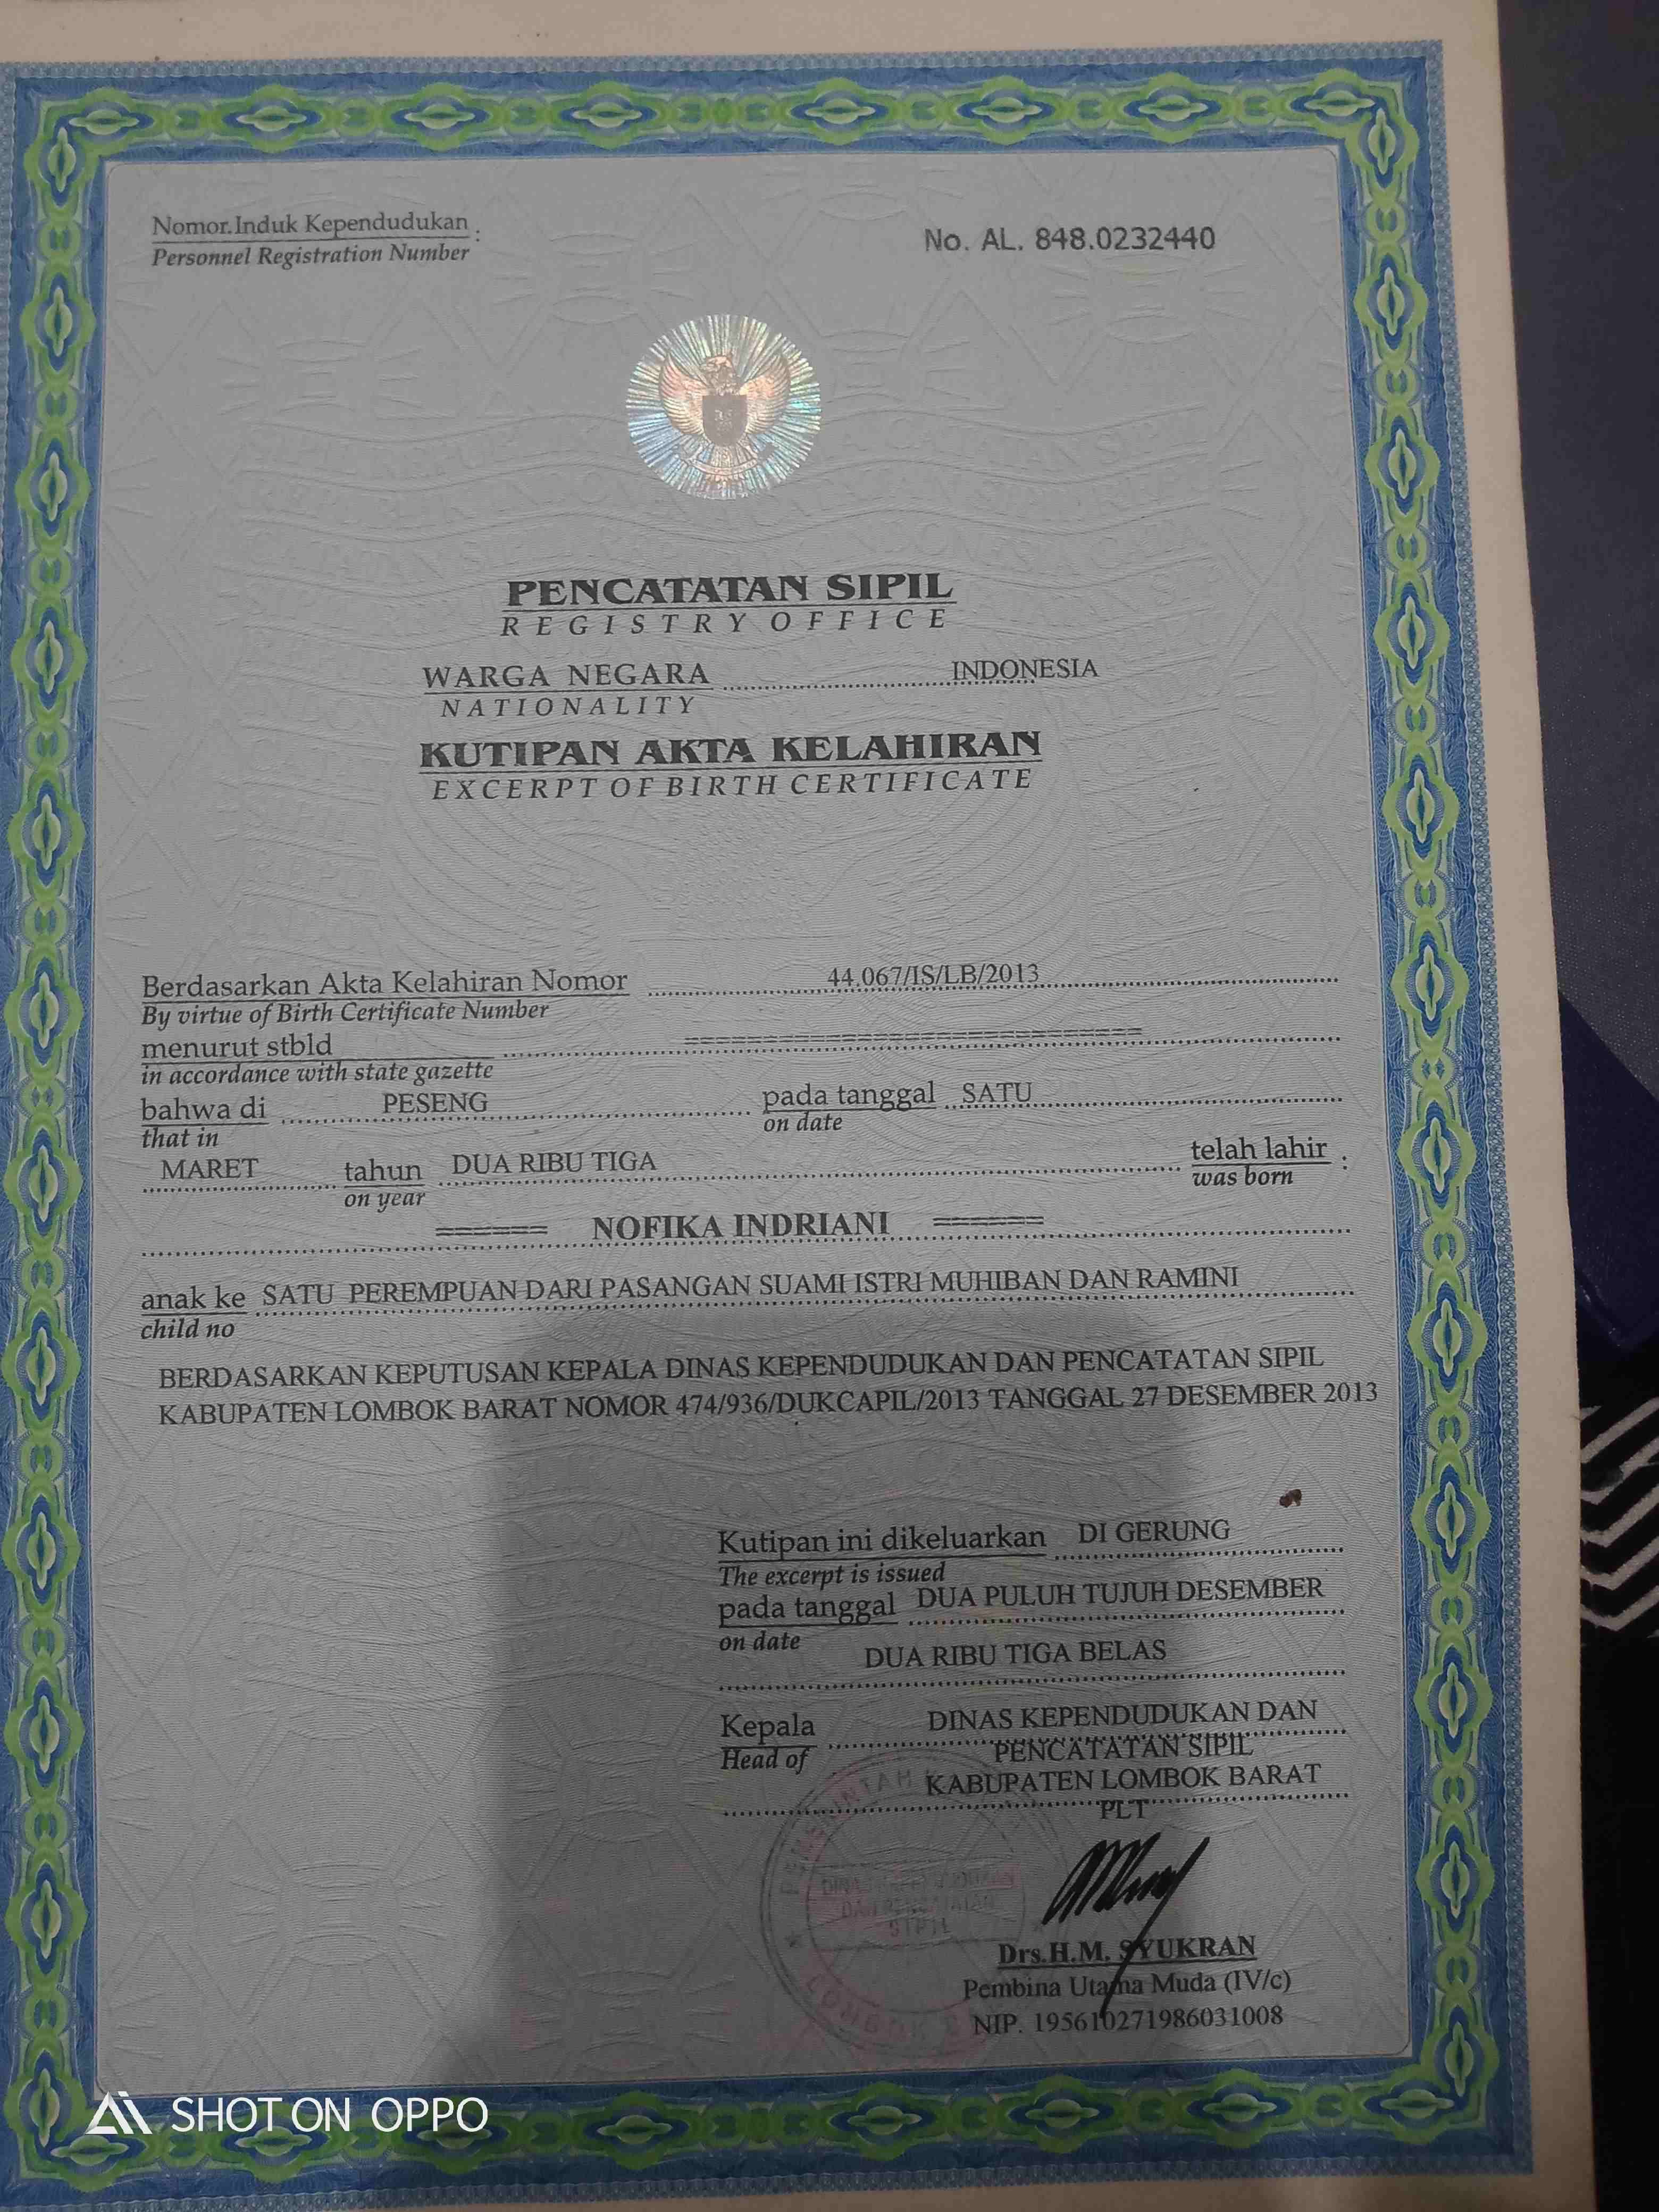 Nomor.Induk Kependudukan :
Personnel Registration Number
No. AL. 848.0232440
PENCATATAN SIPIL
REGISTRY OFFICE
WARGA NEGARA INDONESIA
NATIONALITY
KUTIPAN AKTA KELAHIRAN
EXCERPT OF BIRTH CERTIFICATE
Berdasarkan Akta Kelahiran Nomor 44.067/IS/LB/2013
By virtue of Birth Certificate Number
menurut stbld ==========================
in accordance with state gazette
bahwa di PESENG pada tanggal SATU
that in on date
MARET tahun DUA RIBU TIGA telah lahir :
on year was born
====== NOFIKA INDRIANI ======
anak ke SATU PEREMPUAN DARI PASANGAN SUAMI ISTRI MUHIBAN DAN RAMINI
child no
BERDASARKAN KEPUTUSAN KEPALA DINAS KEPENDUDUKAN DAN PENCATATAN SIPIL
KABUPATEN LOMBOK BARAT NOMOR 474/936/DUKCAPIL/2013 TANGGAL 27 DESEMBER 2013
Kutipan ini dikeluarkan DI GERUNG
The excerpt is issued
pada tanggal DUA PULUH TUJUH DESEMBER
on date
DUA RIBU TIGA BELAS
Kepala DINAS KEPENDUDUKAN DAN
Head of PENCATATAN SIPIL
KABUPATEN LOMBOK BARAT
PLT
DAN PENCATATAN
SIPIL
LOMBOK
Drs.H.M. SYUKRAN
Pembina Utama Muda (IV/c)
NIP. 195610271986031008
SHOT ON OPPO